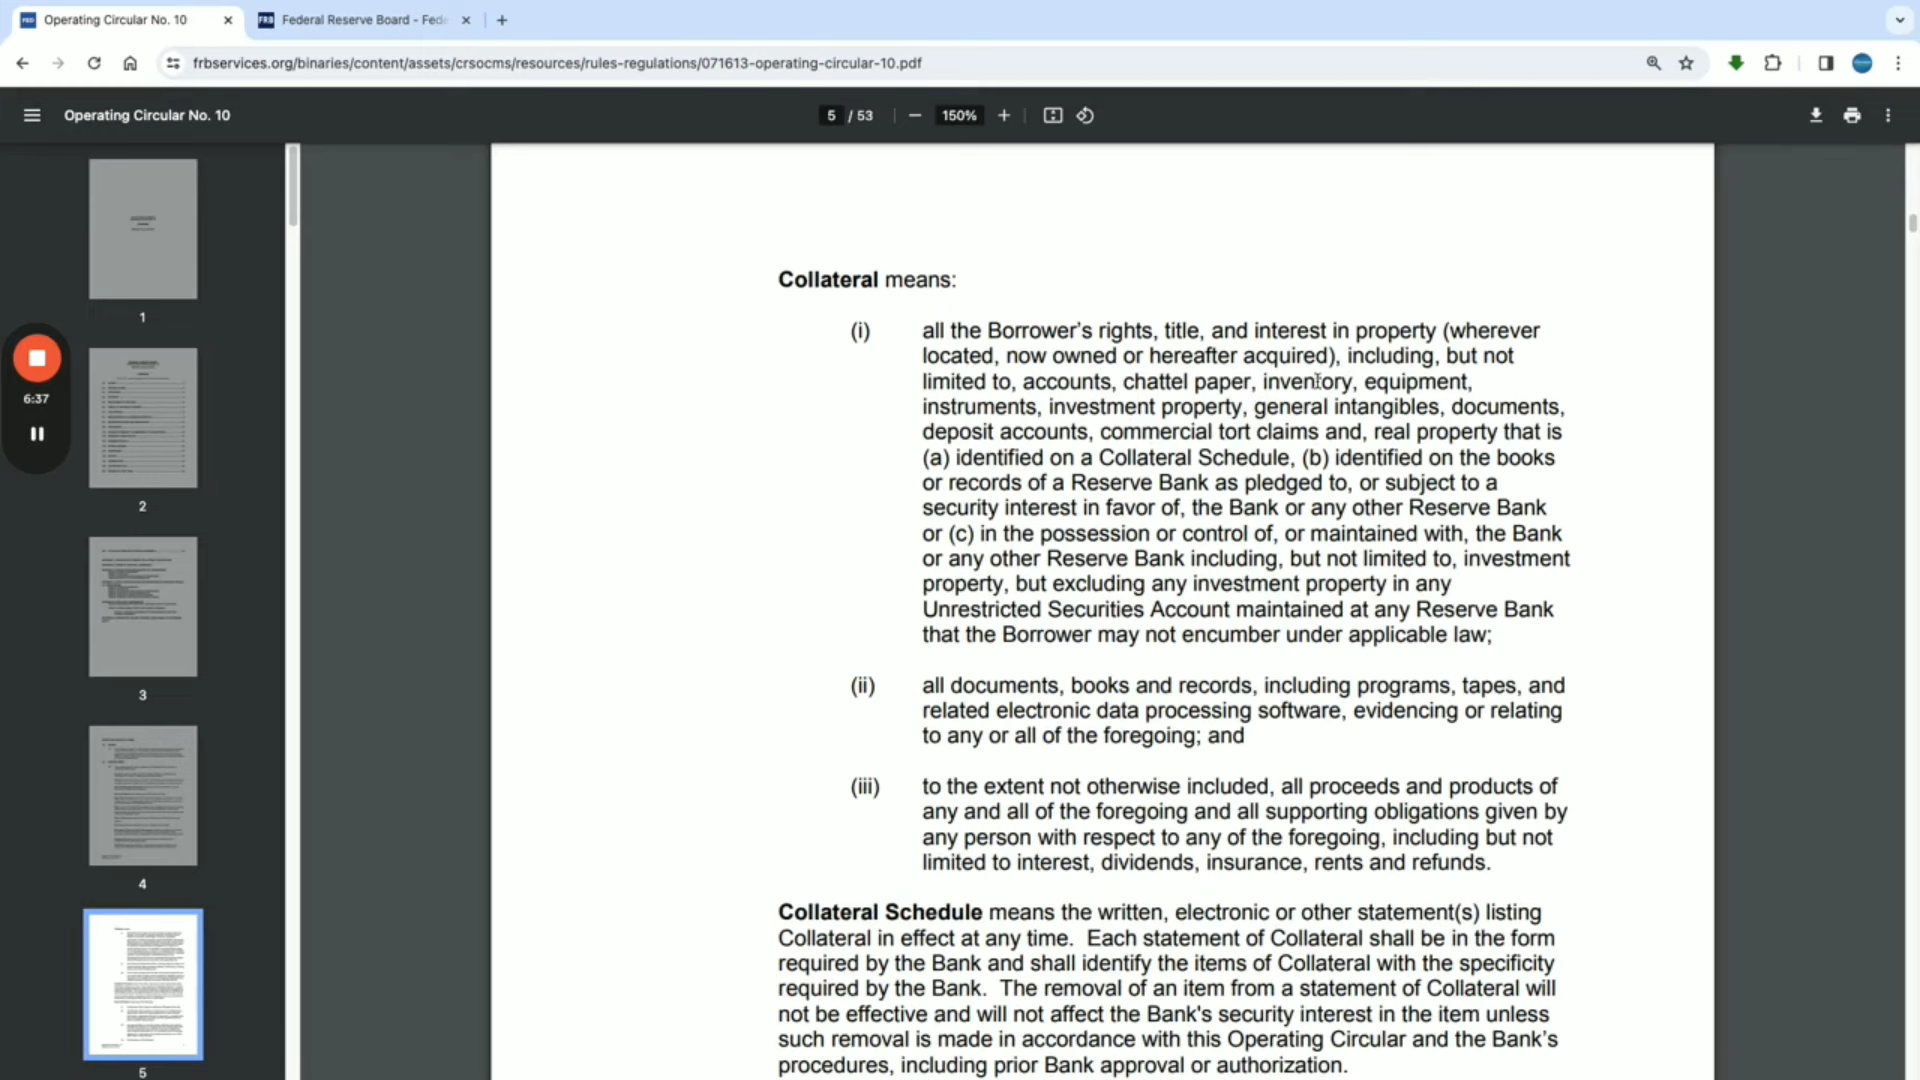 Operating Circular No. 10
FRB Federal Reserve Board - Fede
frbservices.org/binaries/content/assets/crsocms/resources/rules-regulations/071613-operating-circular-10.pdf
Operating Circular No. 10
5 / 53
150%
1
2
3
4
5
6:37
Collateral means:
(i) all the Borrower's rights, title, and interest in property (wherever
located, now owned or hereafter acquired), including, but not
limited to, accounts, chattel paper, inventory, equipment,
instruments, investment property, general intangibles, documents,
deposit accounts, commercial tort claims and, real property that is
(a) identified on a Collateral Schedule, (b) identified on the books
or records of a Reserve Bank as pledged to, or subject to a
security interest in favor of, the Bank or any other Reserve Bank
or (c) in the possession or control of, or maintained with, the Bank
or any other Reserve Bank including, but not limited to, investment
property, but excluding any investment property in any
Unrestricted Securities Account maintained at any Reserve Bank
that the Borrower may not encumber under applicable law;
(ii) all documents, books and records, including programs, tapes, and
related electronic data processing software, evidencing or relating
to any or all of the foregoing; and
(iii) to the extent not otherwise included, all proceeds and products of
any and all of the foregoing and all supporting obligations given by
any person with respect to any of the foregoing, including but not
limited to interest, dividends, insurance, rents and refunds.
Collateral Schedule means the written, electronic or other statement(s) listing
Collateral in effect at any time. Each statement of Collateral shall be in the form
required by the Bank and shall identify the items of Collateral with the specificity
required by the Bank. The removal of an item from a statement of Collateral will
not be effective and will not affect the Bank's security interest in the item unless
such removal is made in accordance with this Operating Circular and the Bank's
procedures, including prior Bank approval or authorization.